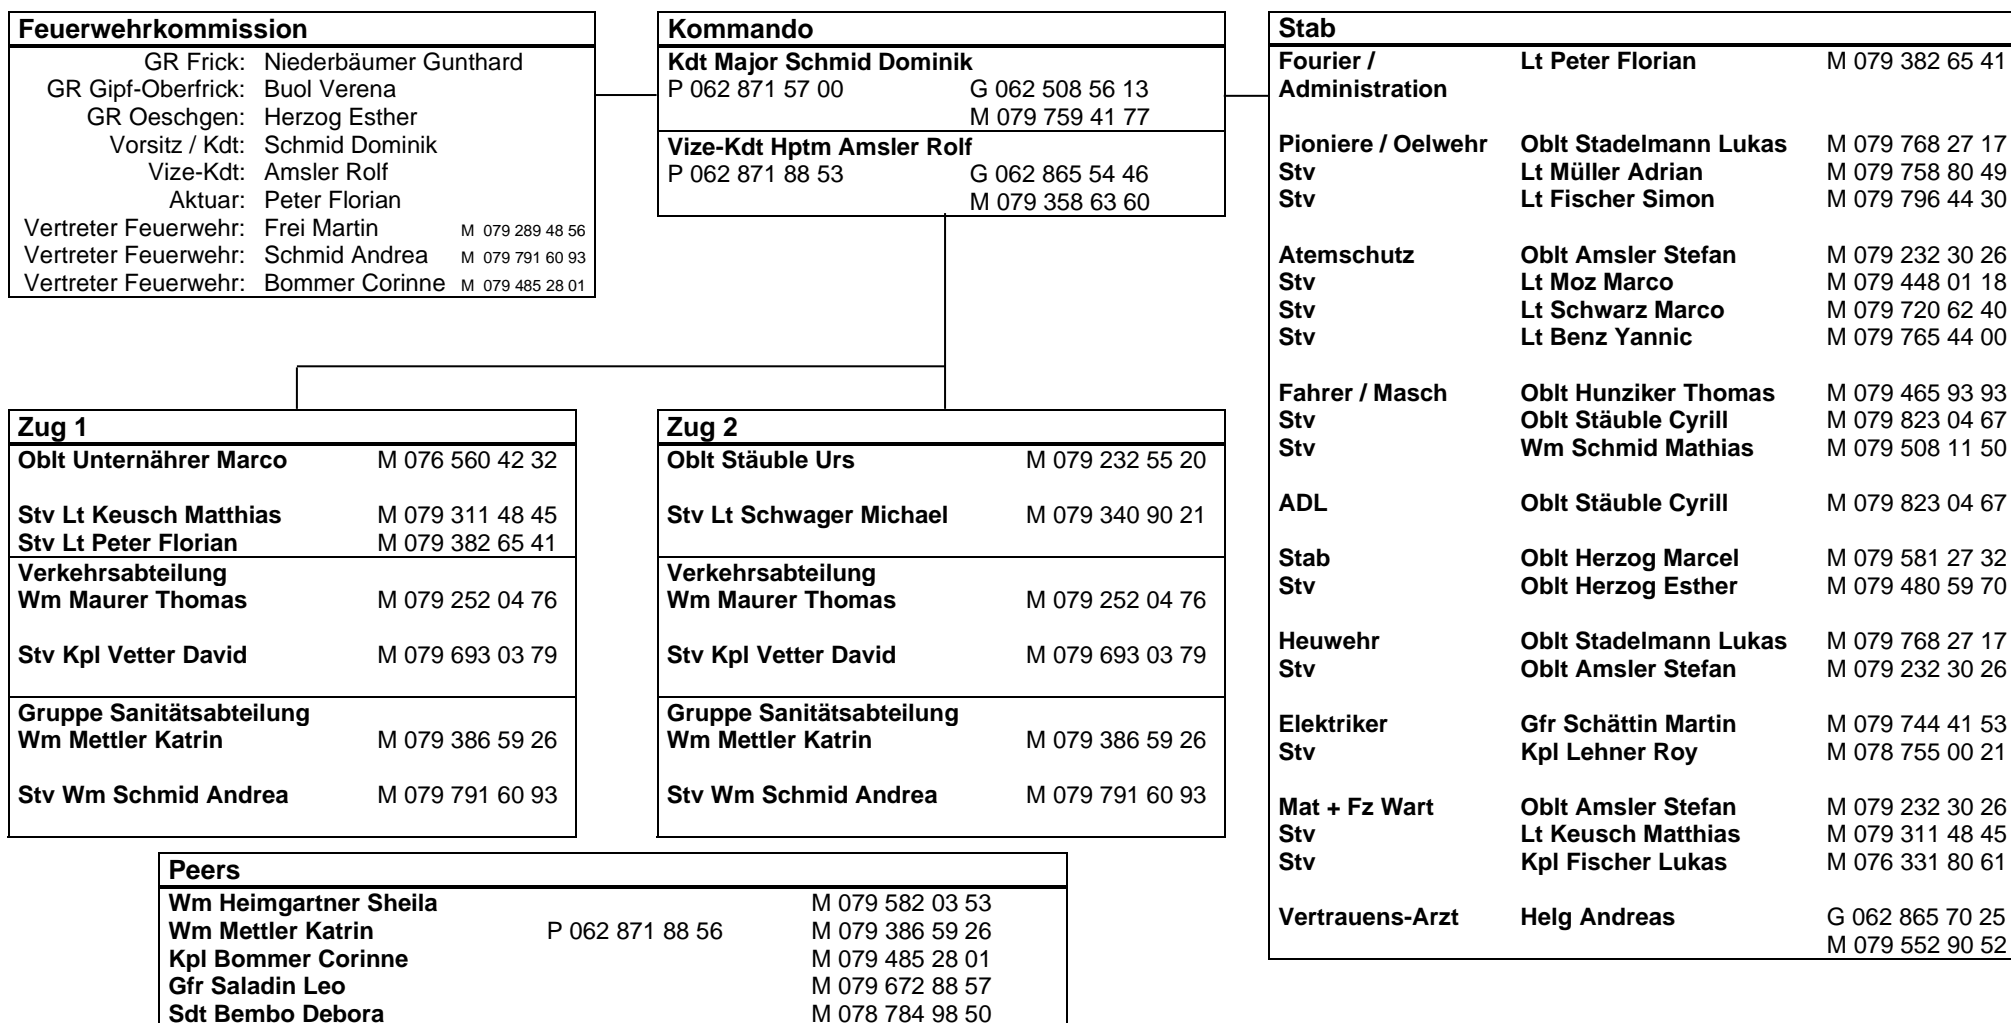 Feuerwehrkommission
GR Frick: Niederbäumer Gunthard
GR Gipf-Oberfrick: Buol Verena
GR Oeschgen: Herzog Esther
Vorsitz / Kdt: Schmid Dominik
Vize-Kdt: Amsler Rolf
Aktuar: Peter Florian
Vertreter Feuerwehr: Frei Martin M 079 289 48 56
Vertreter Feuerwehr: Schmid Andrea M 079 791 60 93
Vertreter Feuerwehr: Bommer Corinne M 079 485 28 01
Kommando
Kdt Major Schmid Dominik
P 062 871 57 00 G 062 508 56 13
M 079 759 41 77
Vize-Kdt Hptm Amsler Rolf
P 062 871 88 53 G 062 865 54 46
M 079 358 63 60
Stab
Fourier / Lt Peter Florian M 079 382 65 41
Administration
Pioniere / Oelwehr Oblt Stadelmann Lukas M 079 768 27 17
Stv Lt Müller Adrian M 079 758 80 49
Stv Lt Fischer Simon M 079 796 44 30
Atemschutz Oblt Amsler Stefan M 079 232 30 26
Stv Lt Moz Marco M 079 448 01 18
Stv Lt Schwarz Marco M 079 720 62 40
Stv Lt Benz Yannic M 079 765 44 00
Fahrer / Masch Oblt Hunziker Thomas M 079 465 93 93
Stv Oblt Stäuble Cyrill M 079 823 04 67
Stv Wm Schmid Mathias M 079 508 11 50
ADL Oblt Stäuble Cyrill M 079 823 04 67
Stab Oblt Herzog Marcel M 079 581 27 32
Stv Oblt Herzog Esther M 079 480 59 70
Heuwehr Oblt Stadelmann Lukas M 079 768 27 17
Stv Oblt Amsler Stefan M 079 232 30 26
Elektriker Gfr Schättin Martin M 079 744 41 53
Stv Kpl Lehner Roy M 078 755 00 21
Mat + Fz Wart Oblt Amsler Stefan M 079 232 30 26
Stv Lt Keusch Matthias M 079 311 48 45
Stv Kpl Fischer Lukas M 076 331 80 61
Vertrauens-Arzt Helg Andreas G 062 865 70 25
M 079 552 90 52
Zug 1
Oblt Unternährer Marco M 076 560 42 32
Stv Lt Keusch Matthias M 079 311 48 45
Stv Lt Peter Florian M 079 382 65 41
Verkehrsabteilung
Wm Maurer Thomas M 079 252 04 76
Stv Kpl Vetter David M 079 693 03 79
Gruppe Sanitätsabteilung
Wm Mettler Katrin M 079 386 59 26
Stv Wm Schmid Andrea M 079 791 60 93
Zug 2
Oblt Stäuble Urs M 079 232 55 20
Stv Lt Schwager Michael M 079 340 90 21
Verkehrsabteilung
Wm Maurer Thomas M 079 252 04 76
Stv Kpl Vetter David M 079 693 03 79
Gruppe Sanitätsabteilung
Wm Mettler Katrin M 079 386 59 26
Stv Wm Schmid Andrea M 079 791 60 93
Peers
Wm Heimgartner Sheila M 079 582 03 53
Wm Mettler Katrin P 062 871 88 56 M 079 386 59 26
Kpl Bommer Corinne M 079 485 28 01
Gfr Saladin Leo M 079 672 88 57
Sdt Bembo Debora M 078 784 98 50